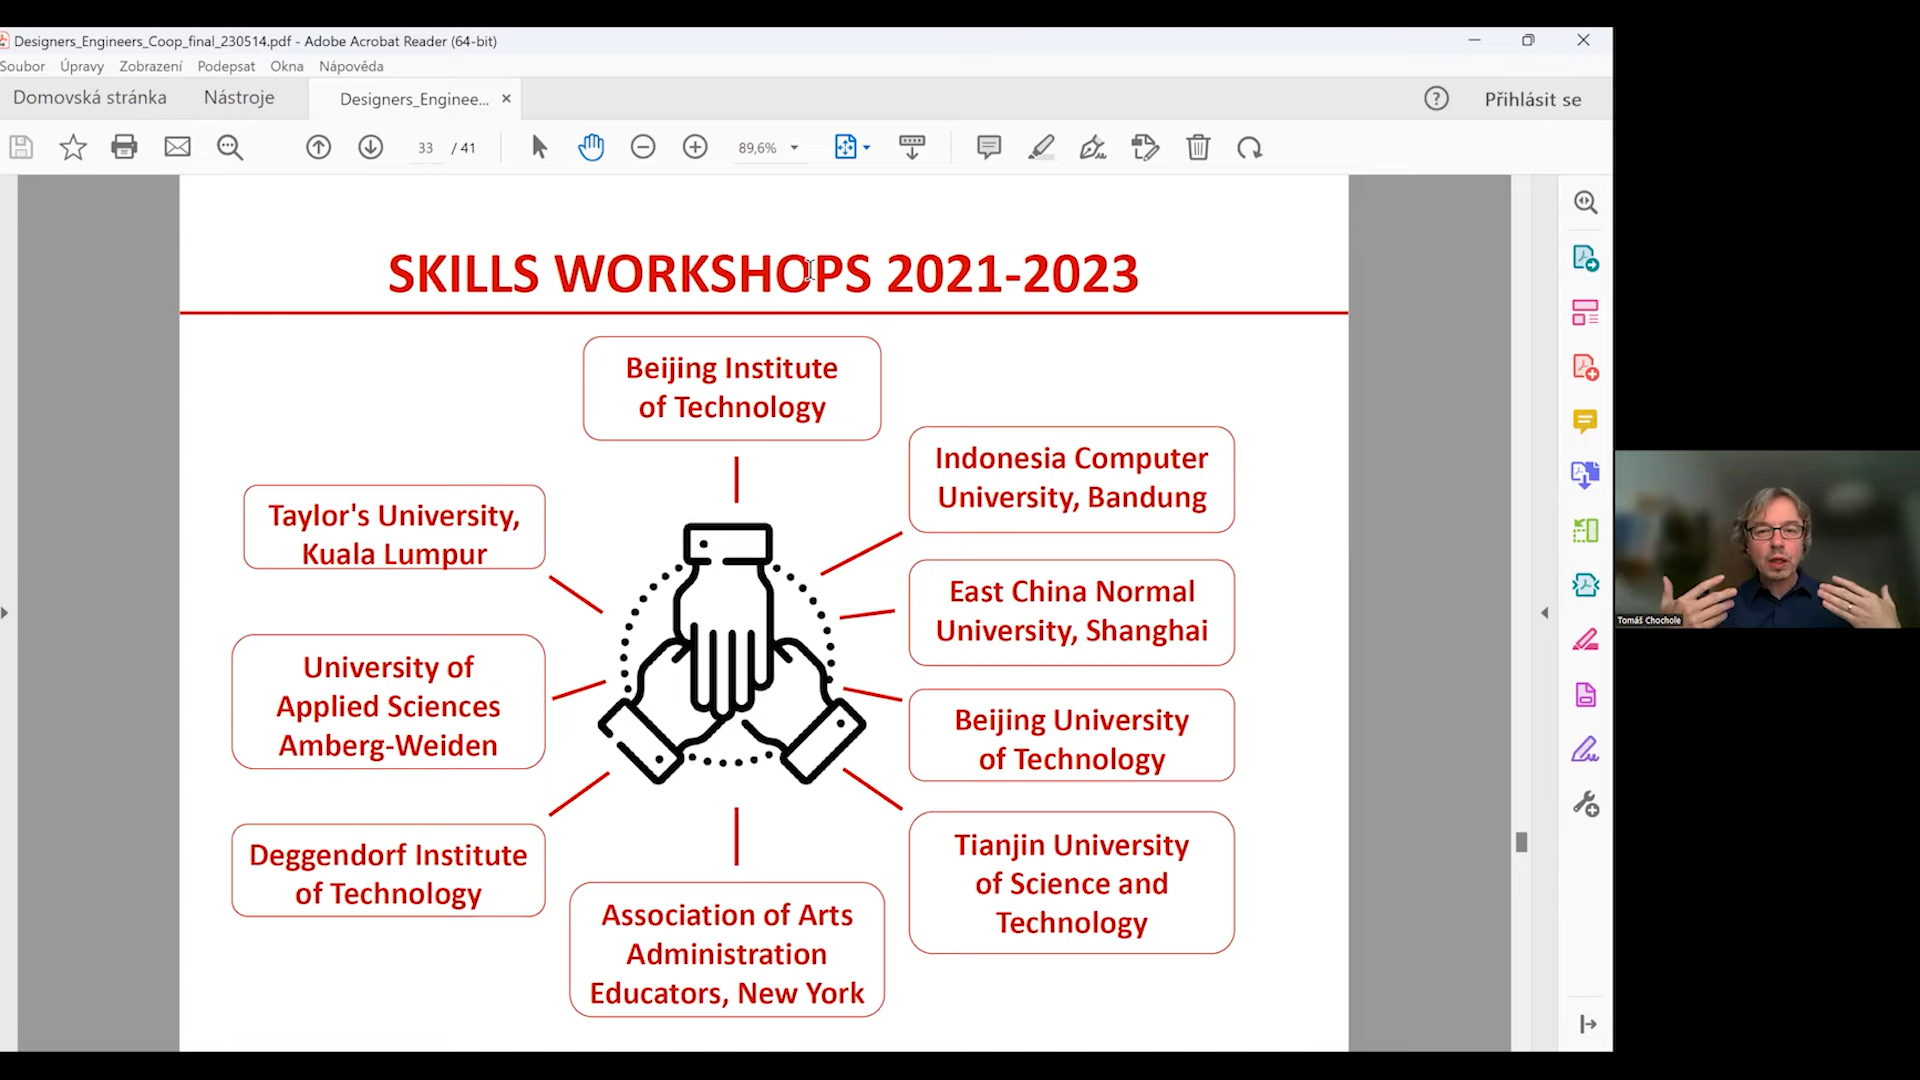 Designers_Engineers_Coop_final_230514.pdf - Adobe Acrobat Reader (64-bit)
Soubor Úpravy Zobrazení Podepsat Okna Nápověda
Domovská stránka Nástroje Designers_Enginee... Přihlásit se
33 / 41 89,6%
SKILLS WORKSHOPS 2021-2023
Beijing Institute
of Technology
Indonesia Computer
University, Bandung
Taylor's University,
Kuala Lumpur
East China Normal
University, Shanghai
University of
Applied Sciences
Amberg-Weiden
Beijing University
of Technology
Deggendorf Institute
of Technology
Tianjin University
of Science and
Technology
Association of Arts
Administration
Educators, New York
Tomáš Chochole